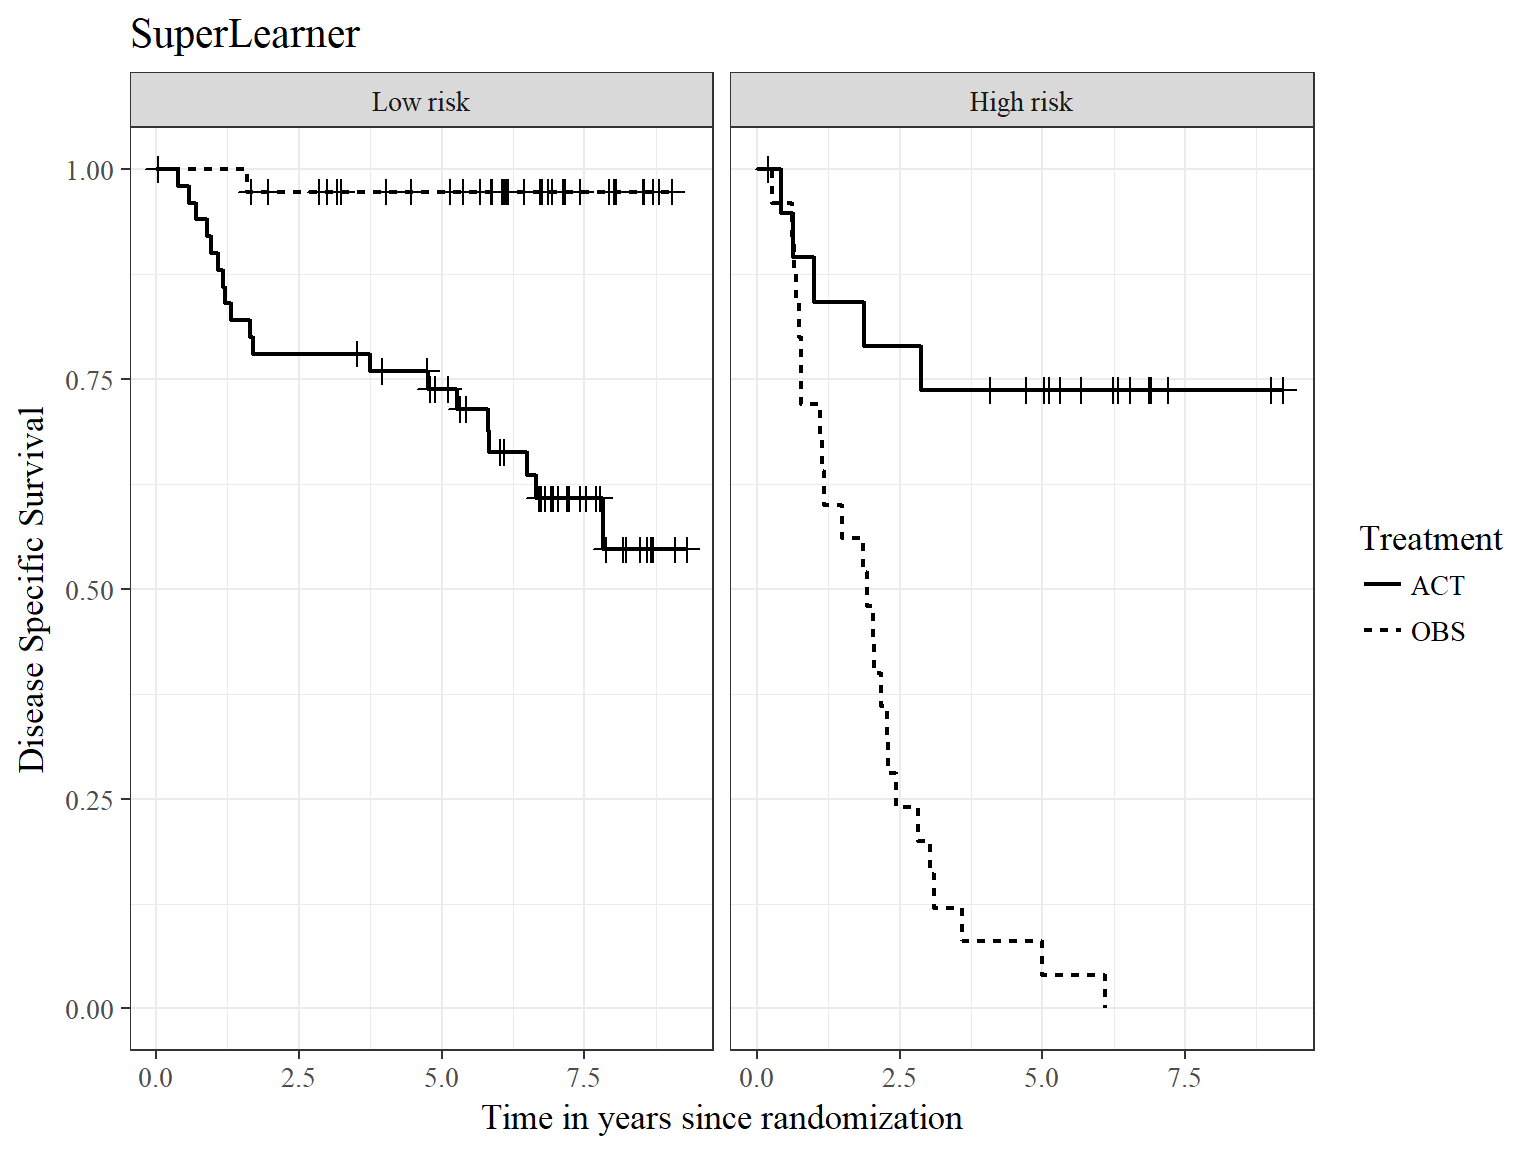 SuperLearner
Low risk
High risk
Disease Specific Survival
1.00
0.75
0.50
0.25
0.00
0.0 2.5 5.0 7.5
0.0 2.5 5.0 7.5
Time in years since randomization
Treatment
ACT
OBS